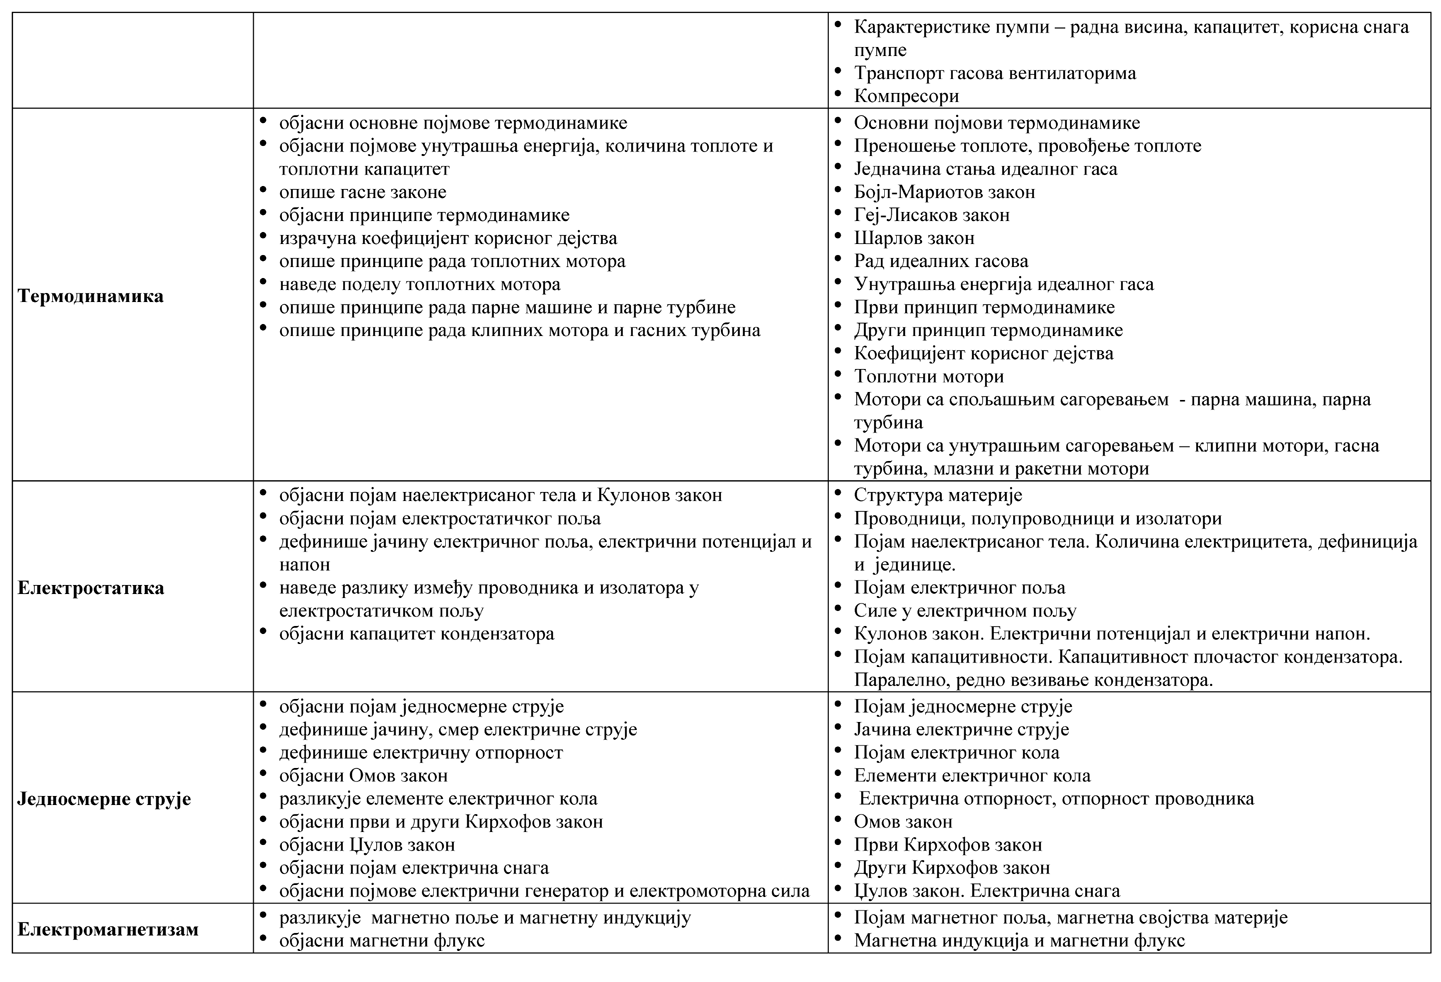 • Карактеристике пумпи – радна висина, капацитет, корисна снага
пумпе
• Транспорт гасова вентилаторима
• Компресори
Термодинамика
• објасни основне појмове термодинамике
• објасни појмове унутрашња енергија, количина топлоте и
топлотни капацитет
• опише гасне законе
• објасни принципе термодинамике
• израчуна коефицијент корисног дејства
• опише принципе рада топлотних мотора
• наведе поделу топлотних мотора
• опише принципе рада парне машине и парне турбине
• опише принципе рада клипних мотора и гасних турбина
• Основни појмови термодинамике
• Преношење топлоте, провођење топлоте
• Једначина стања идеалног гаса
• Бојл-Мариотов закон
• Геј-Лисаков закон
• Шарлов закон
• Рад идеалних гасова
• Унутрашња енергија идеалног гаса
• Први принцип термодинамике
• Други принцип термодинамике
• Коефицијент корисног дејства
• Топлотни мотори
• Мотори са спољашњим сагоревањем  - парна машина, парна
турбина
• Мотори са унутрашњим сагоревањем – клипни мотори, гасна
турбина, млазни и ракетни мотори
Електростатика
• објасни појам наелектрисаног тела и Кулонов закон
• објасни појам електростатичког поља
• дефинише јачину електричног поља, електрични потенцијал и
напон
• наведе разлику између проводника и изолатора у
електростатичком пољу
• објасни капацитет кондензатора
• Структура материје
• Проводници, полупроводници и изолатори
• Појам наелектрисаног тела. Количина електрицитета, дефиниција
и  јединице.
• Појам електричног поља
• Силе у електричном пољу
• Кулонов закон. Електрични потенцијал и електрични напон.
• Појам капацитивности. Капацитивност плочастог кондензатора.
Паралелно, редно везивање кондензатора.
Једносмерне струје
• објасни појам једносмерне струје
• дефинише јачину, смер електричне струје
• дефинише електричну отпорност
• објасни Омов закон
• разликује елементе електричног кола
• објасни први и други Кирхофов закон
• објасни Џулов закон
• објасни појам електрична снага
• објасни појмове електрични генератор и електромоторна сила
• Појам једносмерне струје
• Јачина електричне струје
• Појам електричног кола
• Елементи електричног кола
• Електрична отпорност, отпорност проводника
• Омов закон
• Први Кирхофов закон
• Други Кирхофов закон
• Џулов закон. Електрична снага
Електромагнетизам
• разликује  магнетно поље и магнетну индукцију
• објасни магнетни флукс
• Појам магнетног поља, магнетна својства материје
• Магнетна индукција и магнетни флукс